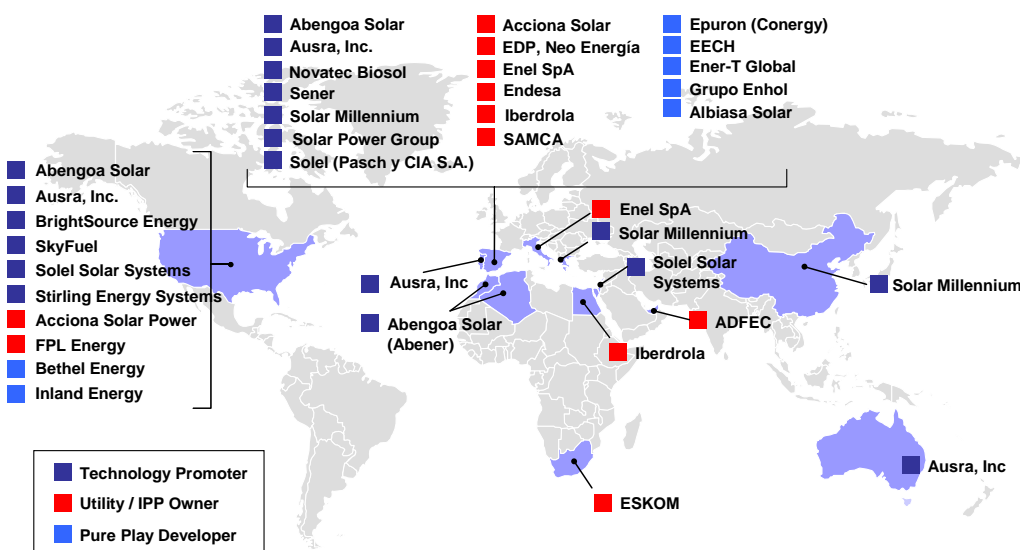 Abengoa Solar
Ausra, Inc.
Novatec Biosol
Sener
Solar Millennium
Solar Power Group
Solel (Pasch y CIA S.A.)
Acciona Solar
EDP, Neo Energía
Enel SpA
Endesa
Iberdrola
SAMCA
Epuron (Conergy)
EECH
Ener-T Global
Grupo Enhol
Albiasa Solar
Abengoa Solar
Ausra, Inc.
BrightSource Energy
SkyFuel
Solel Solar Systems
Stirling Energy Systems
Acciona Solar Power
FPL Energy
Bethel Energy
Inland Energy
Enel SpA
Solar Millennium
Solel Solar
Systems
Ausra, Inc
Abengoa Solar
(Abener)
Solar Millennium
ADFEC
Iberdrola
Ausra, Inc
ESKOM
Technology Promoter
Utility / IPP Owner
Pure Play Developer